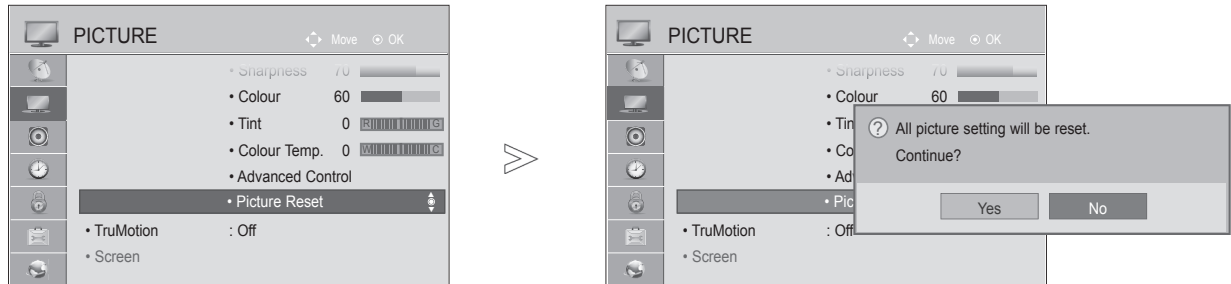 PICTURE
Move OK
• Sharpness 70
• Colour 60
• Tint 0 R G
• Colour Temp. 0 W C
• Advanced Control
• Picture Reset
• TruMotion : Off
• Screen
PICTURE
Move OK
• Sharpness 70
• Colour 60
• Tin
• Co
• Ad
• Pic
• TruMotion : Off
• Screen
? All picture setting will be reset.
Continue?
Yes No